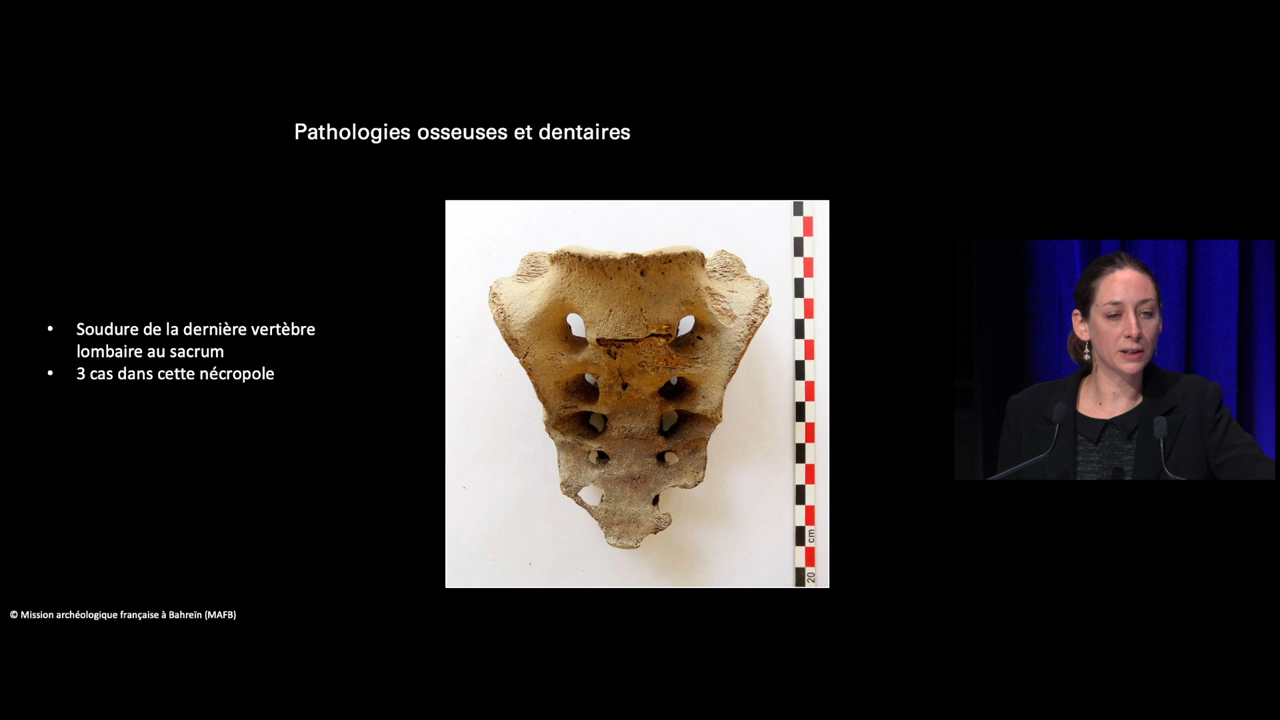 Pathologies osseuses et dentaires
• Soudure de la dernière vertèbre
lombaire au sacrum
• 3 cas dans cette nécropole
cm
20
© Mission archéologique française à Bahreïn (MAFB)